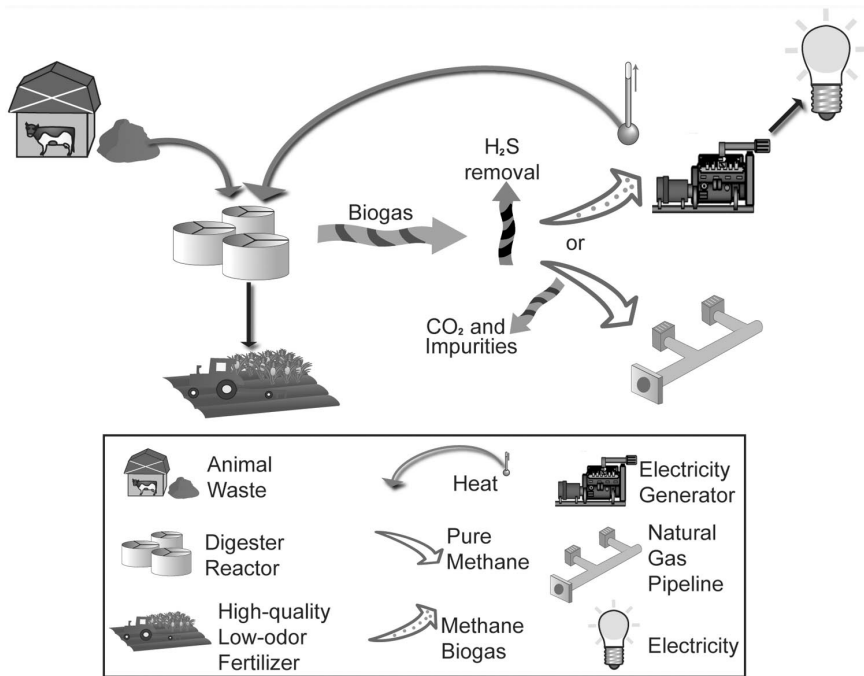 H₂S
removal
Biogas
or
CO₂ and
Impurities
Animal
Waste
Heat
Electricity
Generator
Digester
Reactor
Pure
Methane
Natural
Gas
Pipeline
High-quality
Low-odor
Fertilizer
Methane
Biogas
Electricity